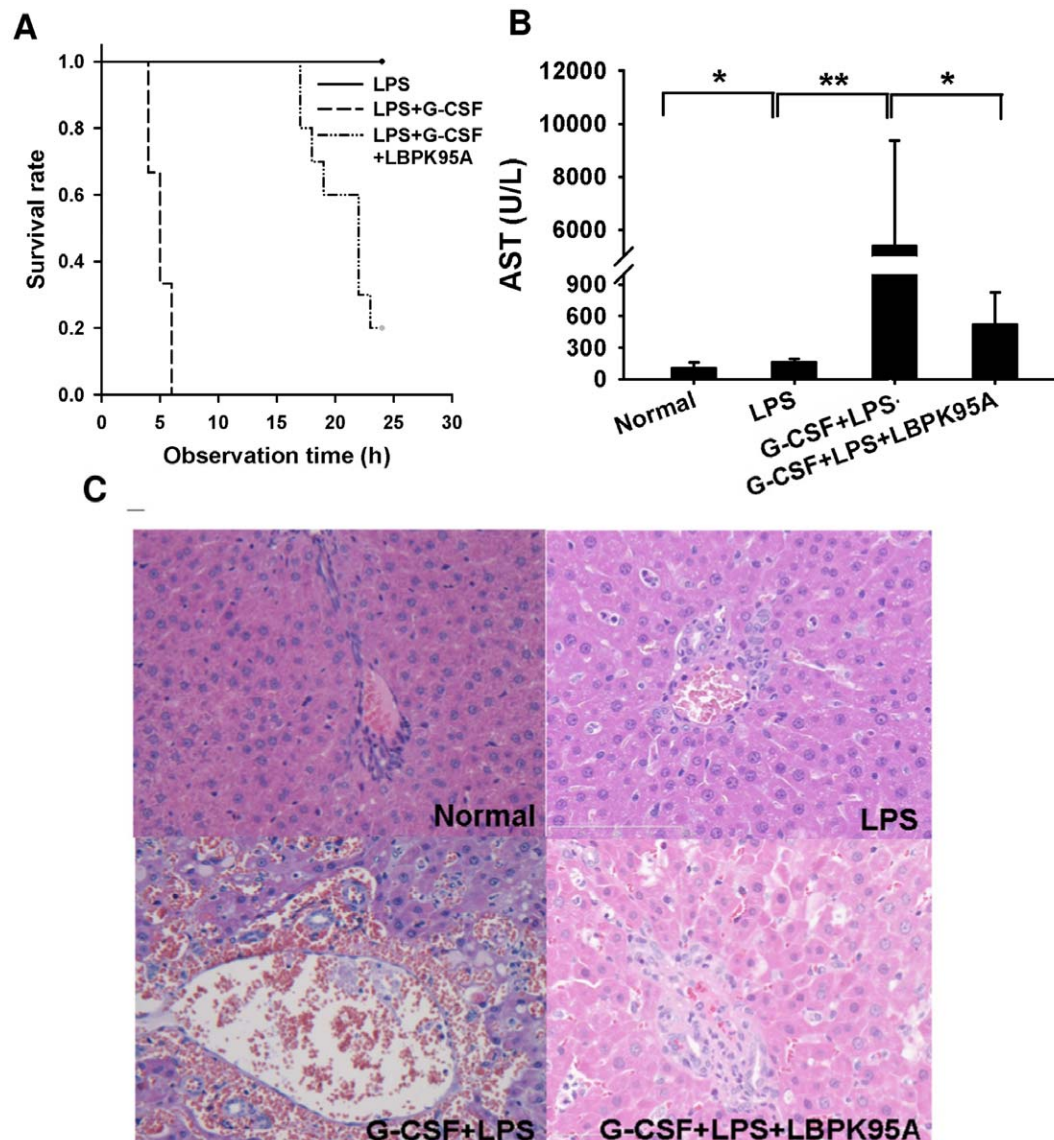 A
Survival rate
1.0
0.8
0.6
0.4
0.2
0.0
LPS
LPS+G-CSF
LPS+G-CSF
+LBPK95A
0 5 10 15 20 25 30
Observation time (h)
B
AST (U/L)
12000
10000
8000
6000
900
600
300
0
* ** *
Normal
LPS
G-CSF+LPS·
G-CSF+LPS+LBPK95A
C
Normal
LPS
G-CSF+LPS
G-CSF+LPS+LBPK95A